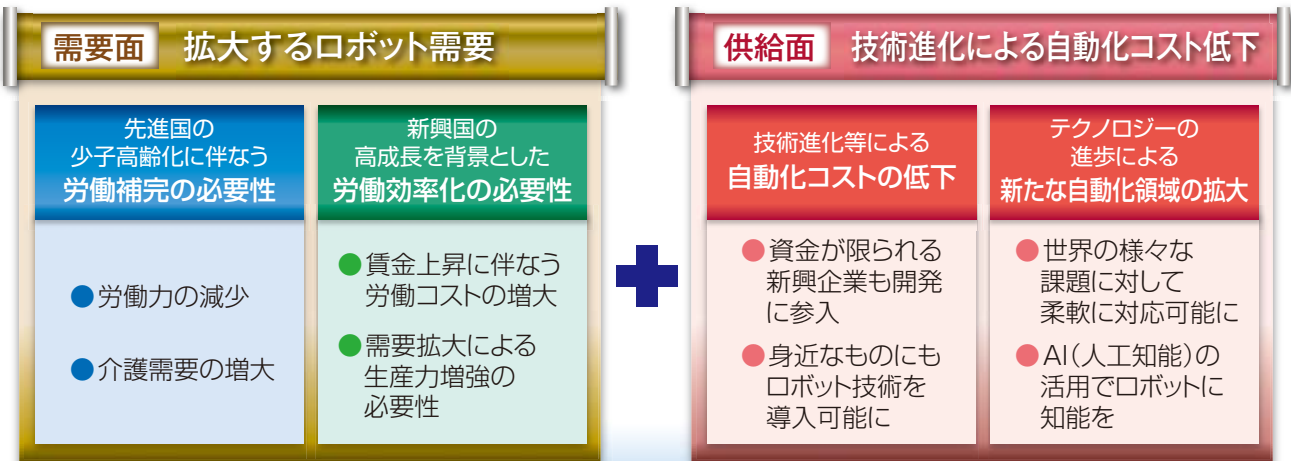 需要面 拡大するロボット需要
先進国の
少子高齢化に伴なう
労働補完の必要性
●労働力の減少
●介護需要の増大
新興国の
高成長を背景とした
労働効率化の必要性
●賃金上昇に伴なう
労働コストの増大
●需要拡大による
生産力増強の
必要性
供給面 技術進化による自動化コスト低下
技術進化等による
自動化コストの低下
●資金が限られる
新興企業も開発
に参入
●身近なものにも
ロボット技術を
導入可能に
テクノロジーの
進歩による
新たな自動化領域の拡大
●世界の様々な
課題に対して
柔軟に対応可能に
●AI(人工知能)の
活用でロボットに
知能を